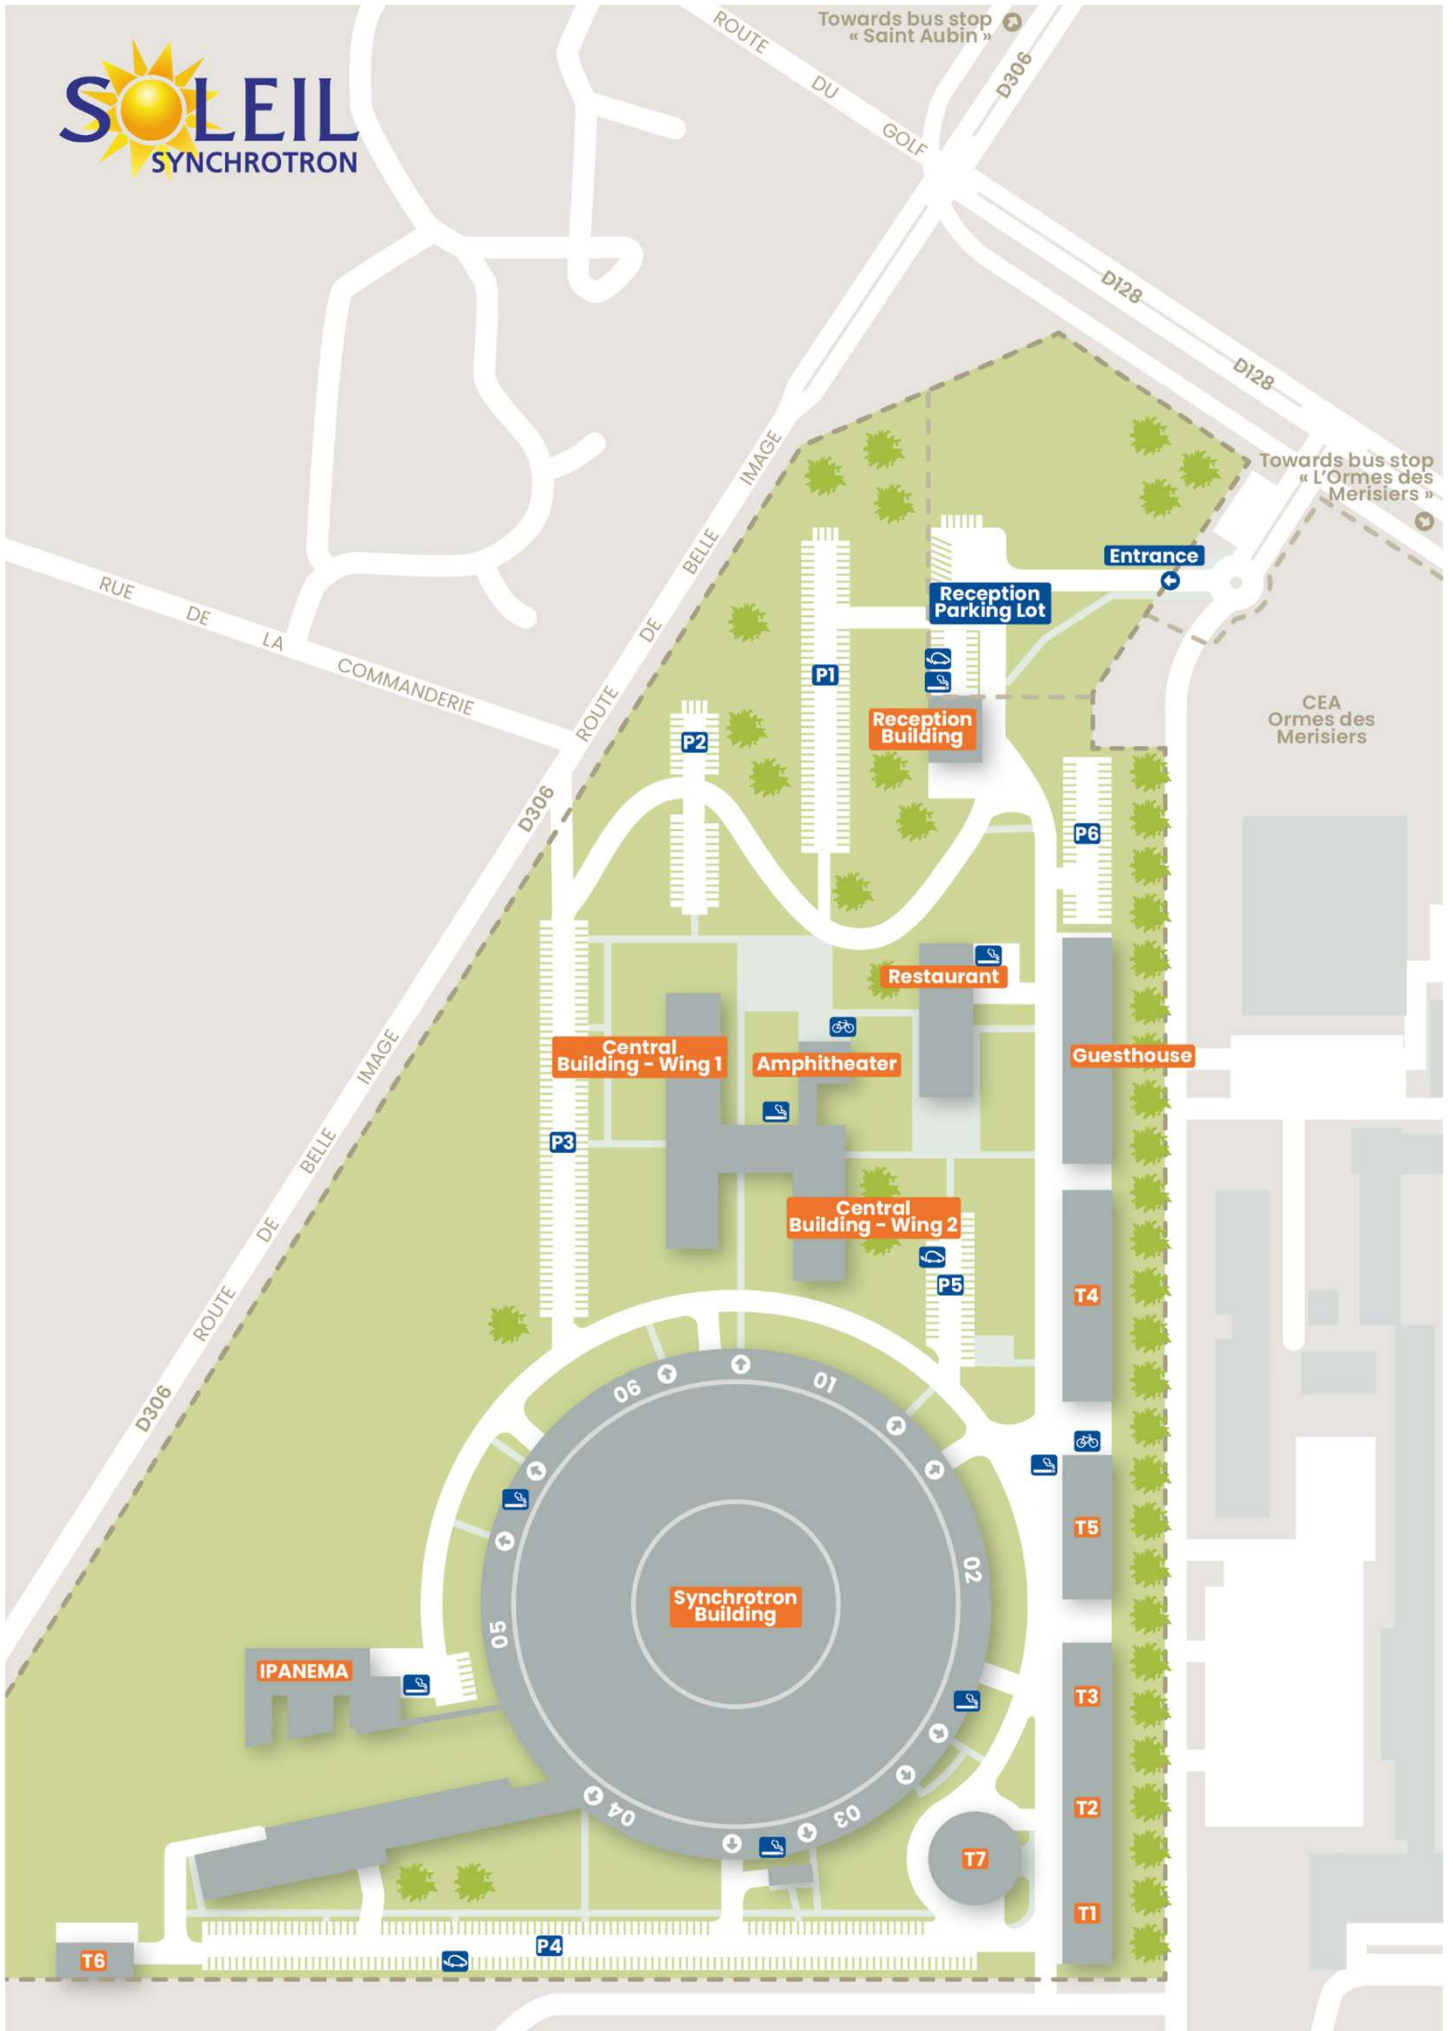 SOLEIL
SYNCHROTRON
ROUTE
DU
GOLF
Towards bus stop
« Saint Aubin »
D306
D128
D128
Towards bus stop
« L'Ormes des
Merisiers »
IMAGE
BELLE
DE
ROUTE
D306
RUE
DE
LA
COMMANDERIE
Entrance
Reception
Parking Lot
P1
P2
Reception
Building
CEA
Ormes des
Merisiers
P6
Restaurant
Central
Building - Wing 1
Amphitheater
Guesthouse
P3
Central
Building - Wing 2
P5
T4
IMAGE
BELLE
DE
ROUTE
D306
01
06
02
05
04
03
Synchrotron
Building
T5
IPANEMA
T3
T2
T7
T1
P4
T6